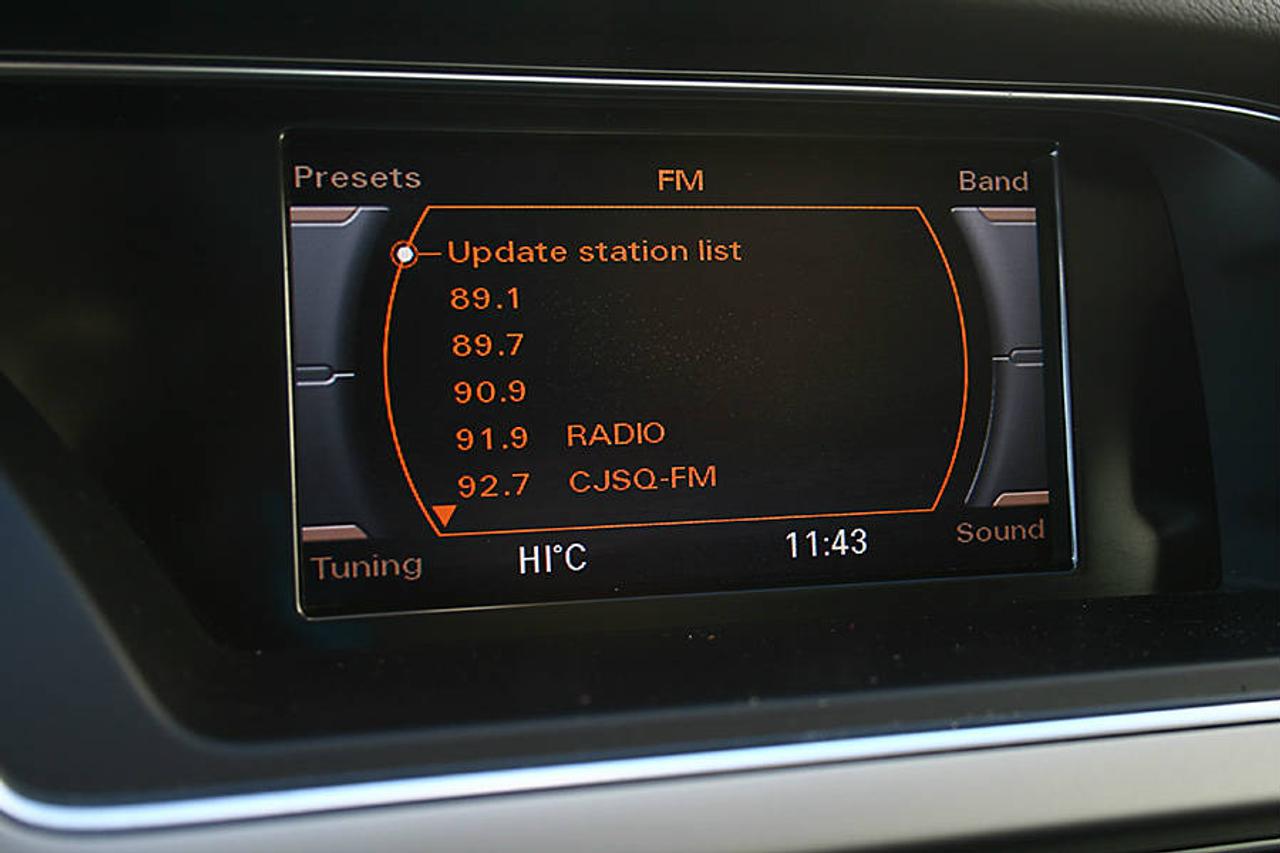 Presets FM Band
Update station list
89.1
89.7
90.9
91.9 RADIO
92.7 CJSQ-FM
Tuning HI°C 11:43 Sound